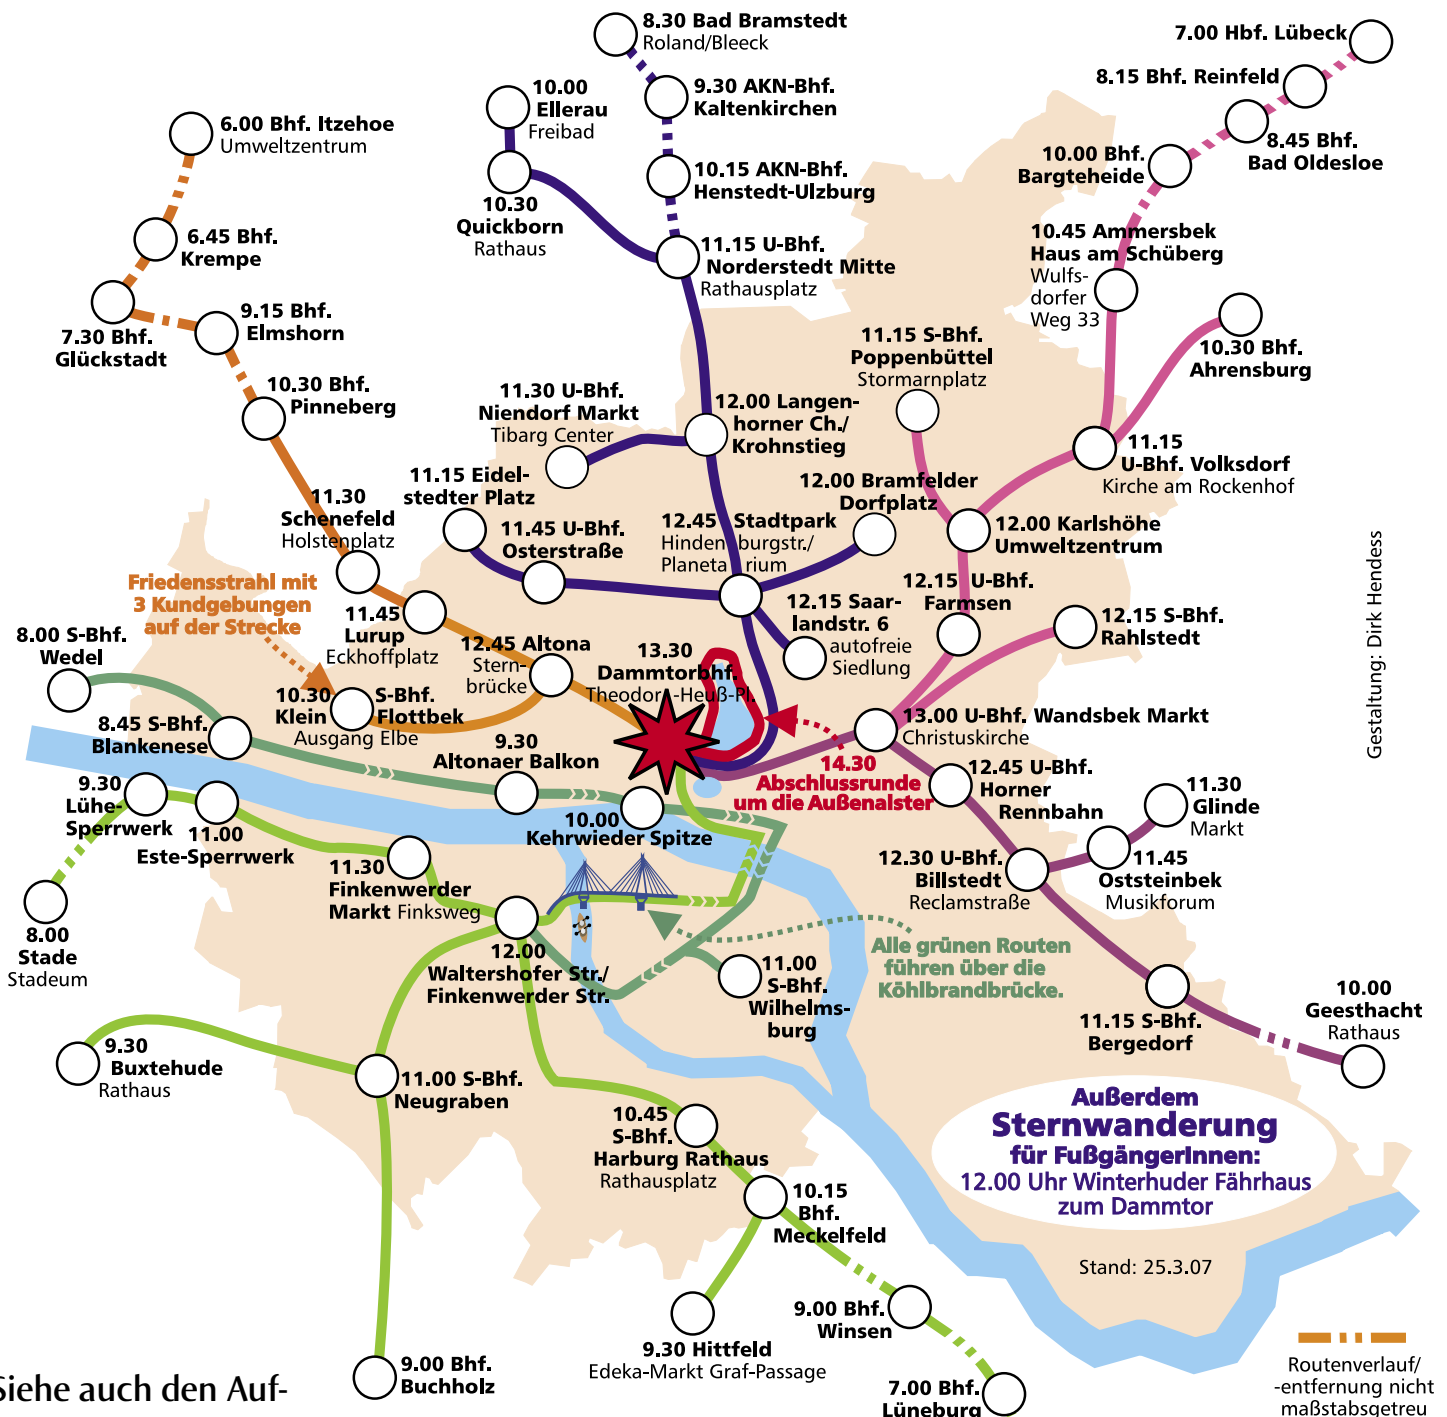 8.30 Bad Bramstedt
Roland/Bleeck
7.00 Hbf. Lübeck
8.15 Bhf. Reinfeld
8.45 Bhf.
Bad Oldesloe
10.00
Ellerau
Freibad
9.30 AKN-Bhf.
Kaltenkirchen
6.00 Bhf. Itzehoe
Umweltzentrum
10.00 Bhf.
Bargteheide
10.15 AKN-Bhf.
Henstedt-Ulzburg
10.30
Quickborn
Rathaus
6.45 Bhf.
Krempe
11.15 U-Bhf.
Norderstedt Mitte
Rathausplatz
10.45 Ammersbek
Haus am Schüberg
Wulfs-
dorfer
Weg 33
7.30 Bhf.
Glückstadt
9.15 Bhf.
Elmshorn
11.15 S-Bhf.
Poppenbüttel
Stormarnplatz
10.30 Bhf.
Ahrensburg
10.30 Bhf.
Pinneberg
11.30 U-Bhf.
Niendorf Markt
Tibarg Center
12.00 Langen-
horner Ch./
Krohnstieg
11.15
U-Bhf. Volksdorf
Kirche am Rockenhof
11.15 Eidel-
stedter Platz
12.00 Bramfelder
Dorfplatz
11.30
Schenefeld
Holstenplatz
11.45 U-Bhf.
Osterstraße
12.45 Stadtpark
Hindenburgstr./
Planetarium
12.00 Karlshöhe
Umweltzentrum
Friedensstrahl mit
3 Kundgebungen
auf der Strecke
12.15 U-Bhf.
Farmsen
11.45
Lurup
Eckhoffplatz
12.15 Saar-
landstr. 6
autofreie
Siedlung
12.15 S-Bhf.
Rahlstedt
8.00 S-Bhf.
Wedel
12.45 Altona
Stern-
brücke
13.30
Dammtorbhf.
Theodor-Heuß-Pl.
10.30 S-Bhf.
Klein Flottbek
Ausgang Elbe
8.45 S-Bhf.
Blankenese
13.00 U-Bhf. Wandsbek Markt
Christuskirche
9.30
Altonaer Balkon
14.30
Abschlussrunde
um die Außenalster
12.45 U-Bhf.
Horner
Rennbahn
9.30
Lühe-
Sperrwerk
11.30
Glinde
Markt
11.00
Este-Sperrwerk
10.00
Kehrwieder Spitze
11.30
Finkenwerder
Markt Finksweg
12.30 U-Bhf.
Billstedt
Reclamstraße
11.45
Oststeinbek
Musikforum
8.00
Stade
Stadeum
12.00
Waltershofer Str./
Finkenwerder Str.
Alle grünen Routen
führen über die
Köhlbrandbrücke.
11.00
S-Bhf.
Wilhelms-
burg
11.15 S-Bhf.
Bergedorf
10.00
Geesthacht
Rathaus
9.30
Buxtehude
Rathaus
11.00 S-Bhf.
Neugraben
10.45
S-Bhf.
Harburg Rathaus
Rathausplatz
Außerdem
Sternwanderung
für FußgängerInnen:
12.00 Uhr Winterhuder Fährhaus
zum Dammtor
10.15
Bhf.
Meckelfeld
Stand: 25.3.07
9.00 Bhf.
Winsen
9.30 Hittfeld
Edeka-Markt Graf-Passage
9.00 Bhf.
Buchholz
7.00 Bhf.
Lüneburg
Routenverlauf/
-entfernung nicht
maßstabsgetreu
Siehe auch den Auf-
Gestaltung: Dirk Hendess